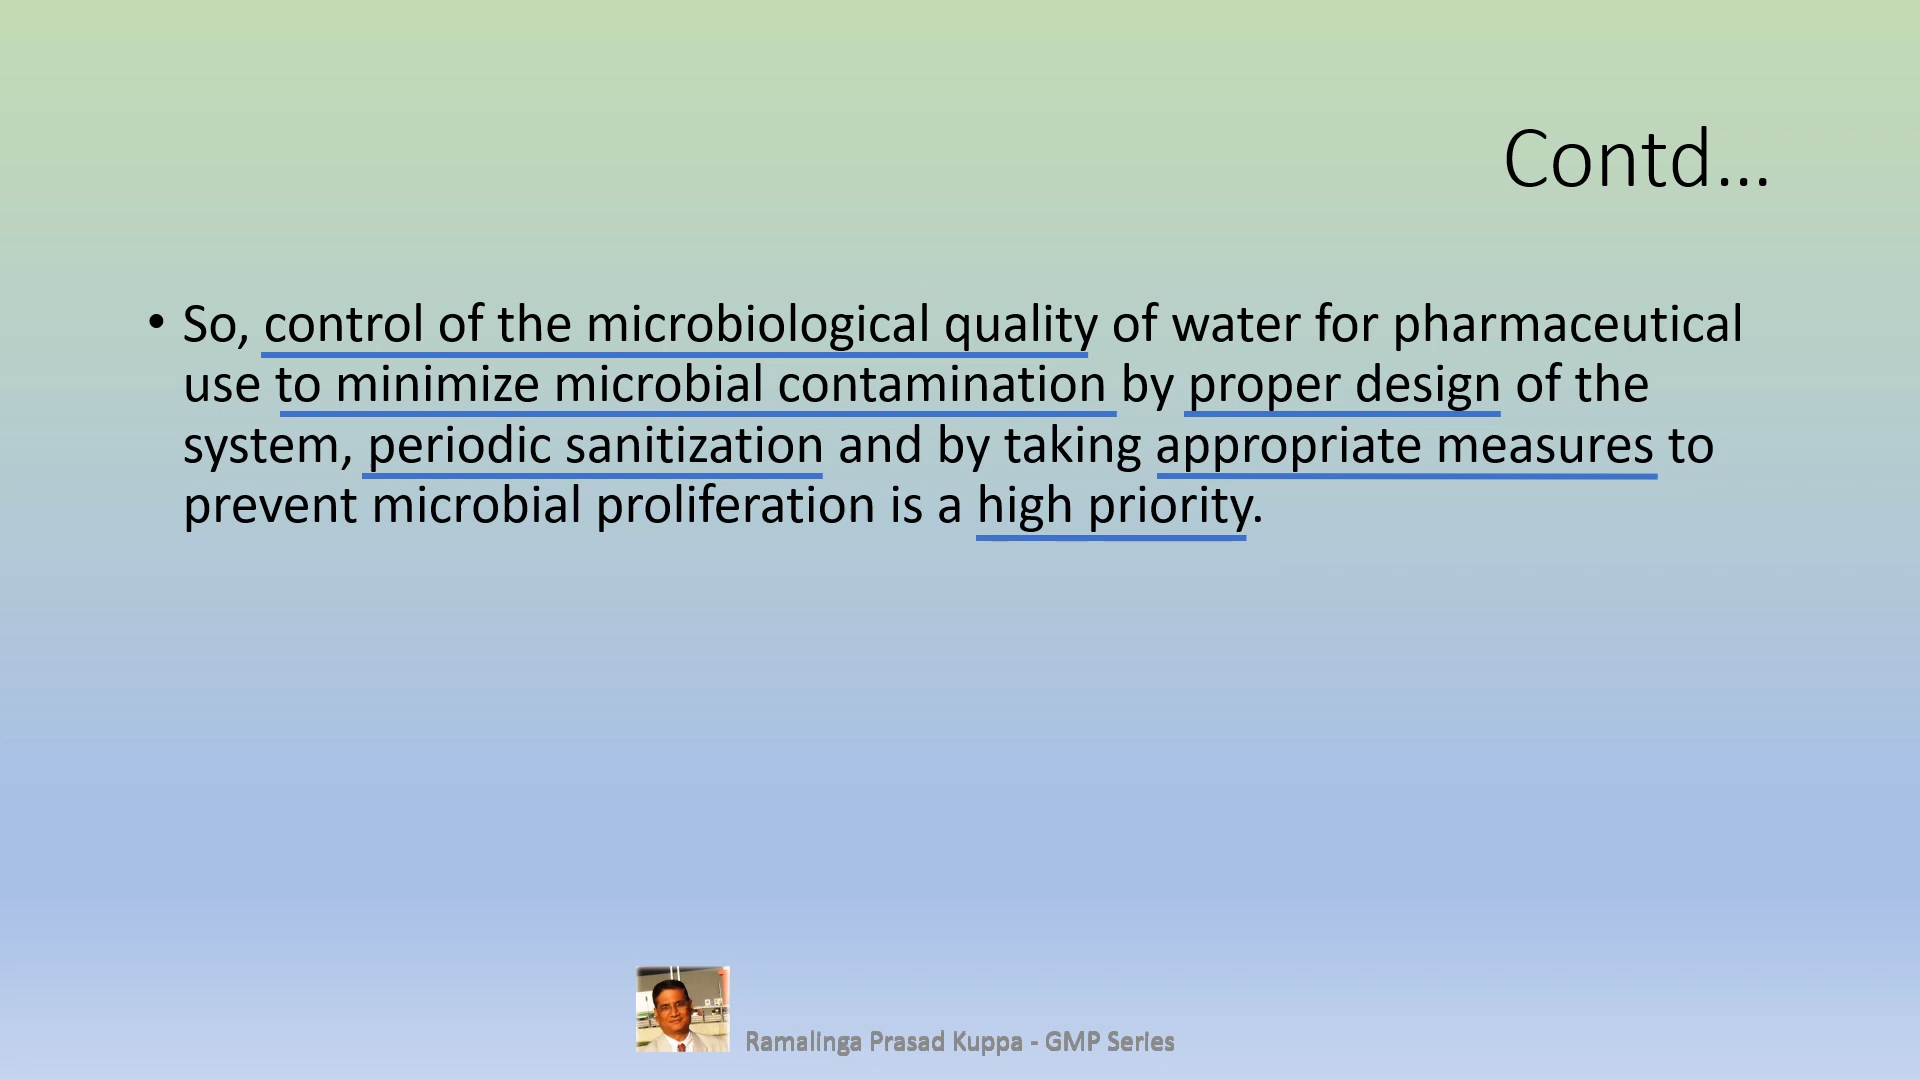 Contd...
• So, control of the microbiological quality of water for pharmaceutical
use to minimize microbial contamination by proper design of the
system, periodic sanitization and by taking appropriate measures to
prevent microbial proliferation is a high priority.
Ramalinga Prasad Kuppa - GMP Series